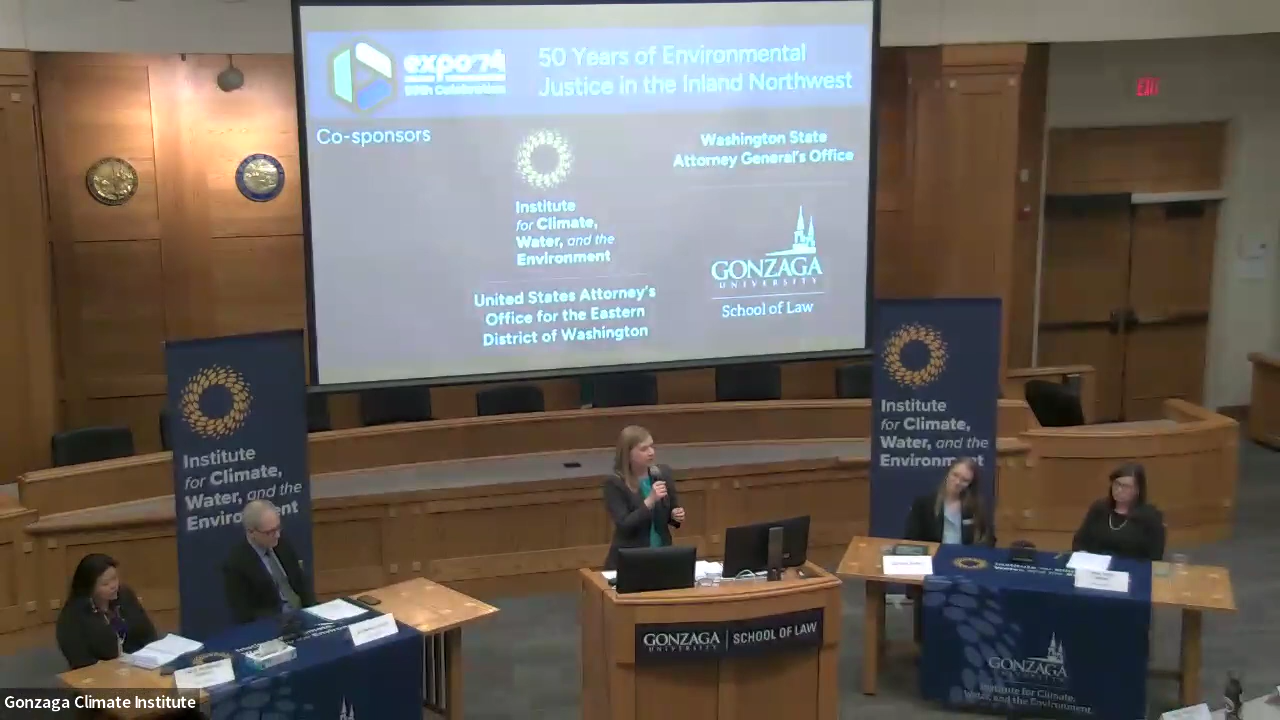 expo'74
50th Celebration
50 Years of Environmental
Justice in the Inland Northwest
Co-sponsors
Institute
for Climate,
Water, and the
Environment
United States Attorney's
Office for the Eastern
District of Washington
Washington State
Attorney General's Office
GONZAGA
UNIVERSITY
School of Law
EXIT
Institute
for Climate,
Water, and the
Environ
Institute
for Climate,
Water, and the
Environment
GONZAGA
UNIVERSITY
SCHOOL OF LAW
GONZAGA
UNIVERSITY
Institute for Climate,
Water, and the Environment
Gonzaga Climate Institute